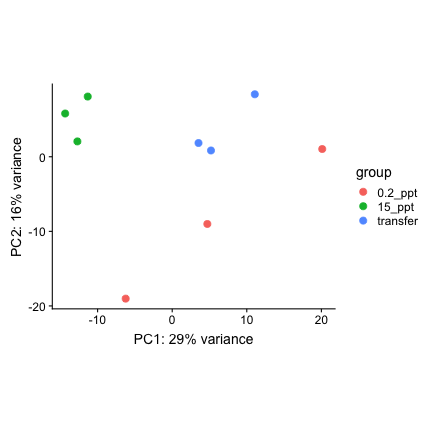 PC2: 16% variance
0
-10
-20
-10
0
10
20
PC1: 29% variance
group
0.2_ppt
15_ppt
transfer